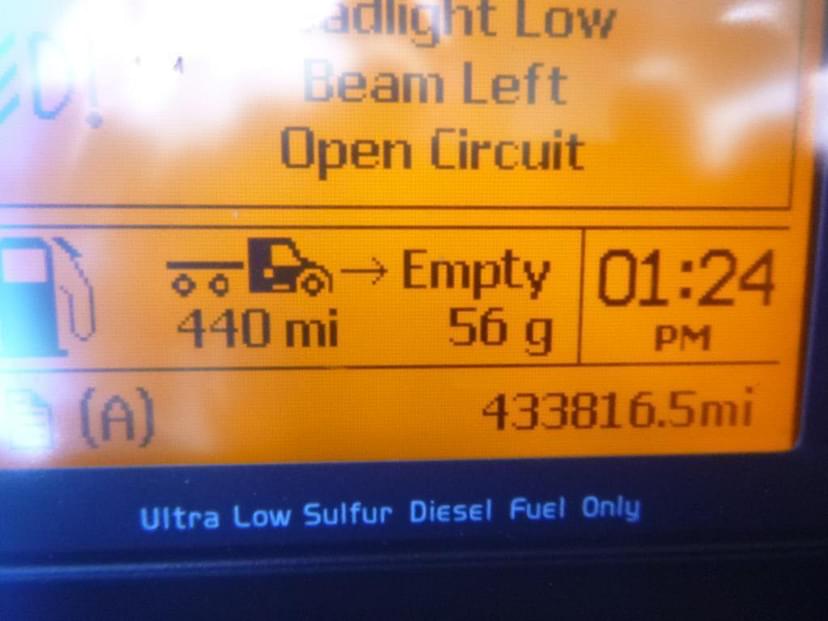 Low
Beam Left
Open Circuit
→ Empty
440 mi 56 g
01:24
PM
(A) 433816.5mi
Ultra Low Sulfur Diesel Fuel Only